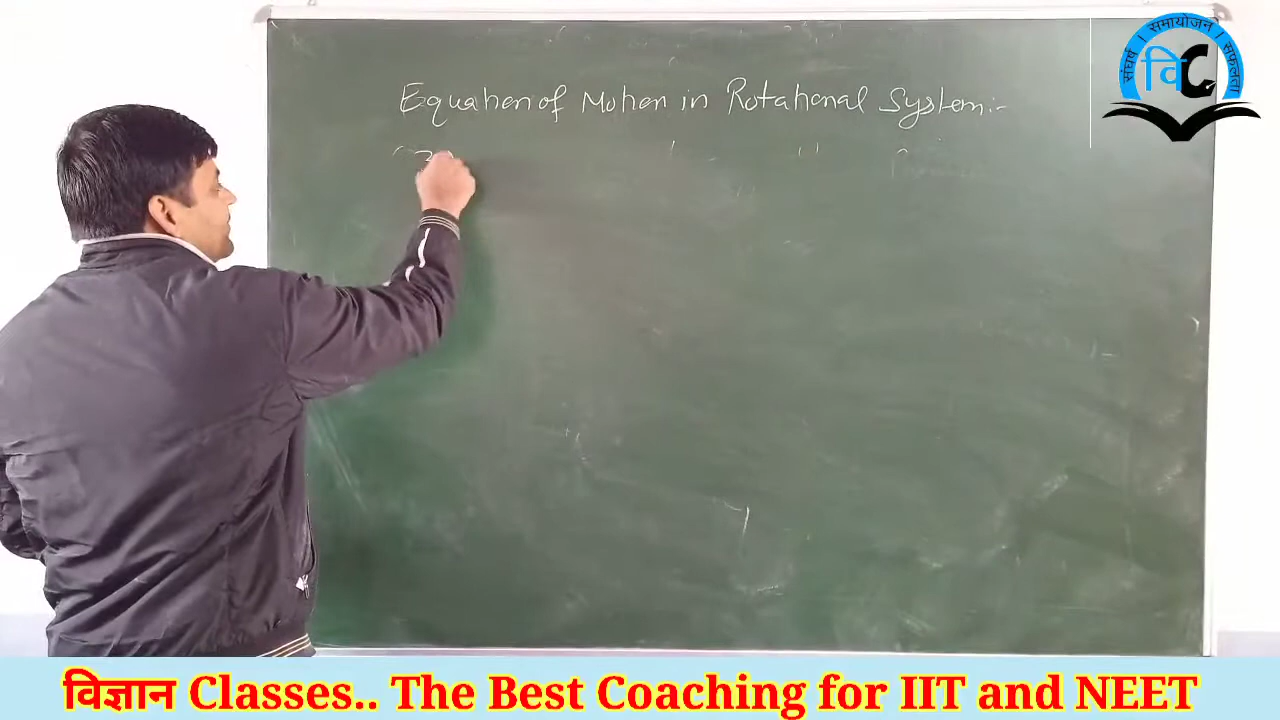 Equation of Motion in Rotational System:-
संघर्ष । समायोजन । सफलता
विC
विज्ञान Classes.. The Best Coaching for IIT and NEET